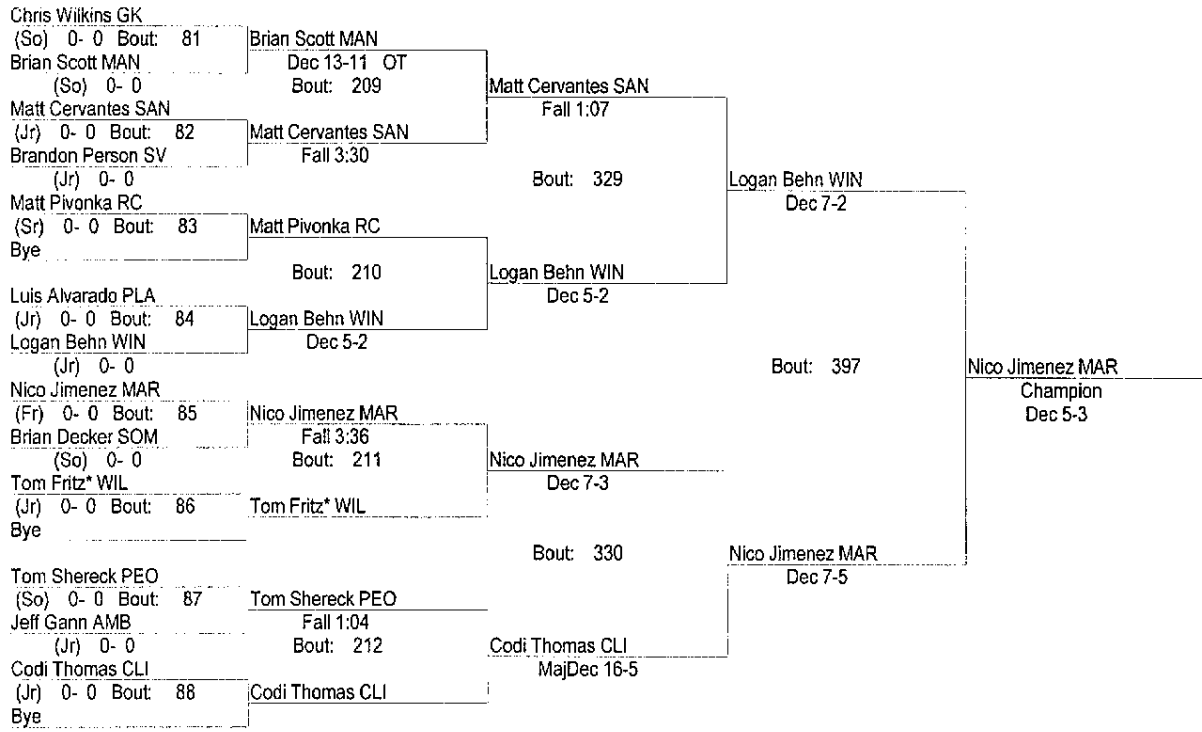 Chris Wilkins GK
(So) 0- 0 Bout: 81
Brian Scott MAN
(So) 0- 0
Matt Cervantes SAN
(Jr) 0- 0 Bout: 82
Brandon Person SV
(Jr) 0- 0
Matt Pivonka RC
(Sr) 0- 0 Bout: 83
Bye
Luis Alvarado PLA
(Jr) 0- 0 Bout: 84
Logan Behn WIN
(Jr) 0- 0
Nico Jimenez MAR
(Fr) 0- 0 Bout: 85
Brian Decker SOM
(So) 0- 0
Tom Fritz* WIL
(Jr) 0- 0 Bout: 86
Bye
Tom Shereck PEO
(So) 0- 0 Bout: 87
Jeff Gann AMB
(Jr) 0- 0
Codi Thomas CLI
(Jr) 0- 0 Bout: 88
Bye
Brian Scott MAN
Dec 13-11 OT
Bout: 209
Matt Cervantes SAN
Fall 3:30
Matt Pivonka RC
Bout: 210
Logan Behn WIN
Dec 5-2
Nico Jimenez MAR
Fall 3:36
Bout: 211
Tom Fritz* WIL
Tom Shereck PEO
Fall 1:04
Bout: 212
Codi Thomas CLI
Matt Cervantes SAN
Fall 1:07
Bout: 329
Logan Behn WIN
Dec 5-2
Nico Jimenez MAR
Dec 7-3
Bout: 330
Codi Thomas CLI
MajDec 16-5
Logan Behn WIN
Dec 7-2
Bout: 397
Nico Jimenez MAR
Dec 7-5
Nico Jimenez MAR
Champion
Dec 5-3